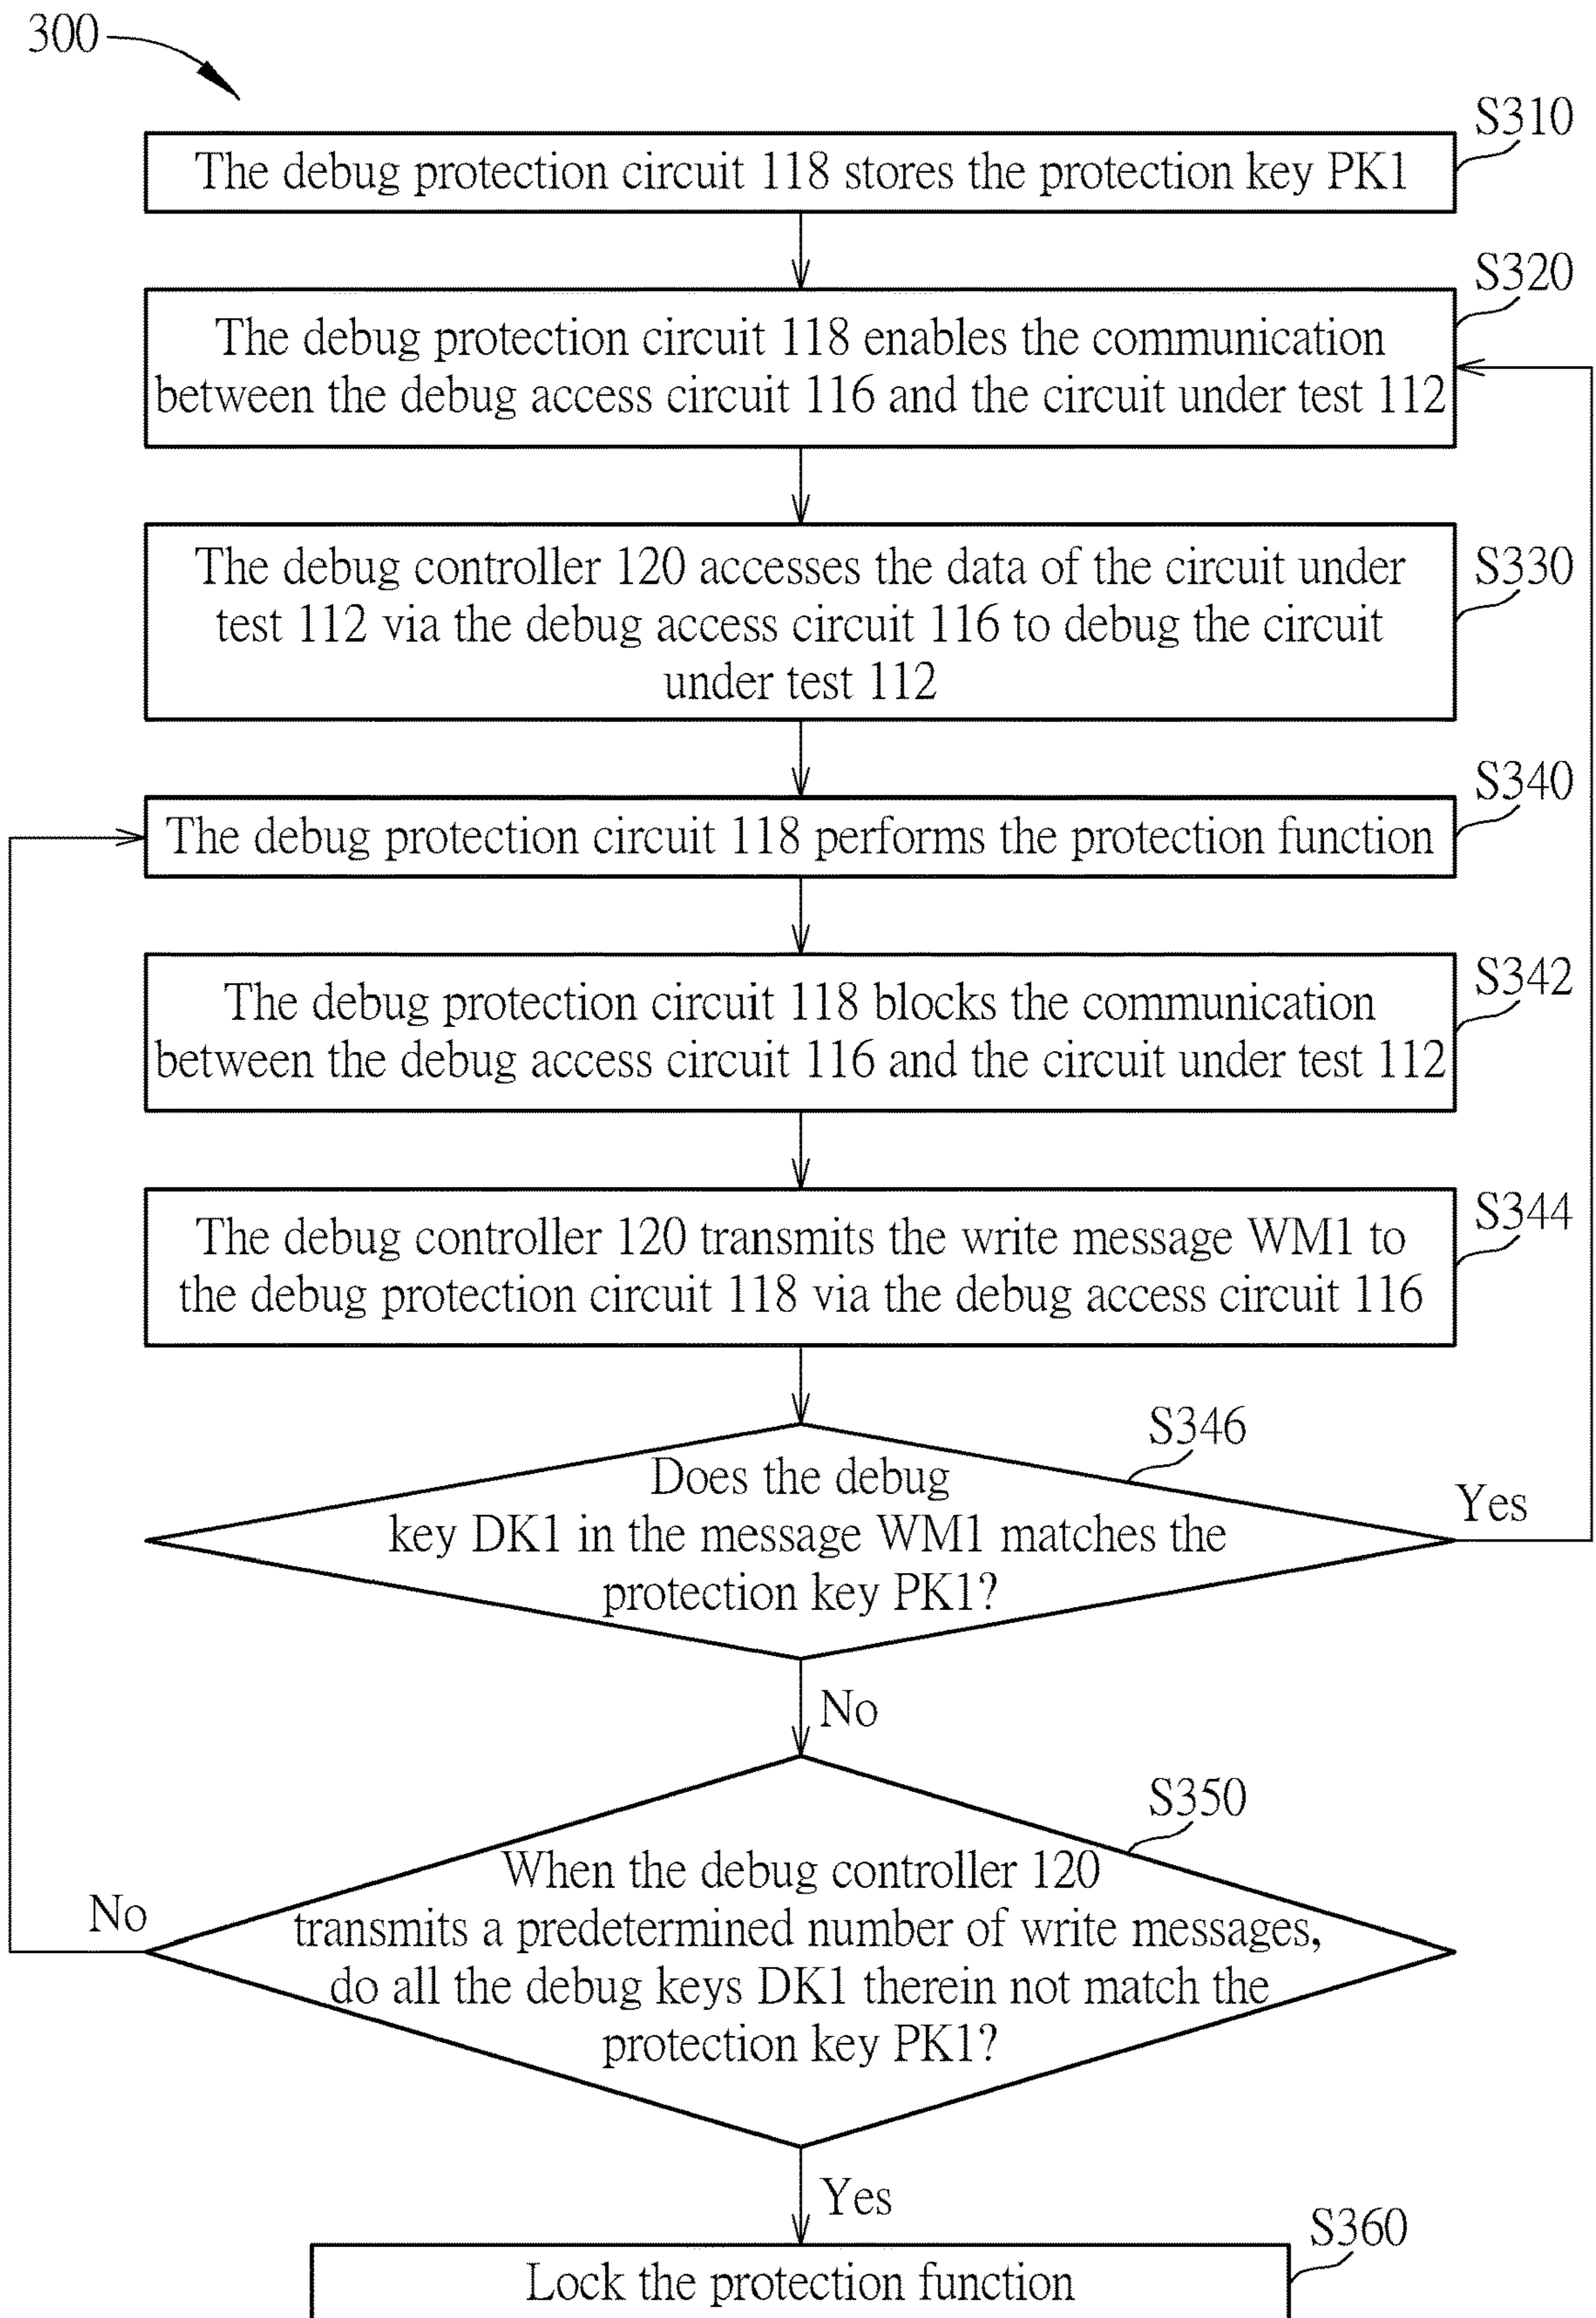 300
S310
The debug protection circuit 118 stores the protection key PK1
S320
The debug protection circuit 118 enables the communication
between the debug access circuit 116 and the circuit under test 112
S330
The debug controller 120 accesses the data of the circuit under
test 112 via the debug access circuit 116 to debug the circuit
under test 112
S340
The debug protection circuit 118 performs the protection function
S342
The debug protection circuit 118 blocks the communication
between the debug access circuit 116 and the circuit under test 112
S344
The debug controller 120 transmits the write message WM1 to
the debug protection circuit 118 via the debug access circuit 116
S346
Does the debug
key DK1 in the message WM1 matches the
protection key PK1?
Yes
No
S350
When the debug controller 120
transmits a predetermined number of write messages,
do all the debug keys DK1 therein not match the
protection key PK1?
No
Yes
S360
Lock the protection function